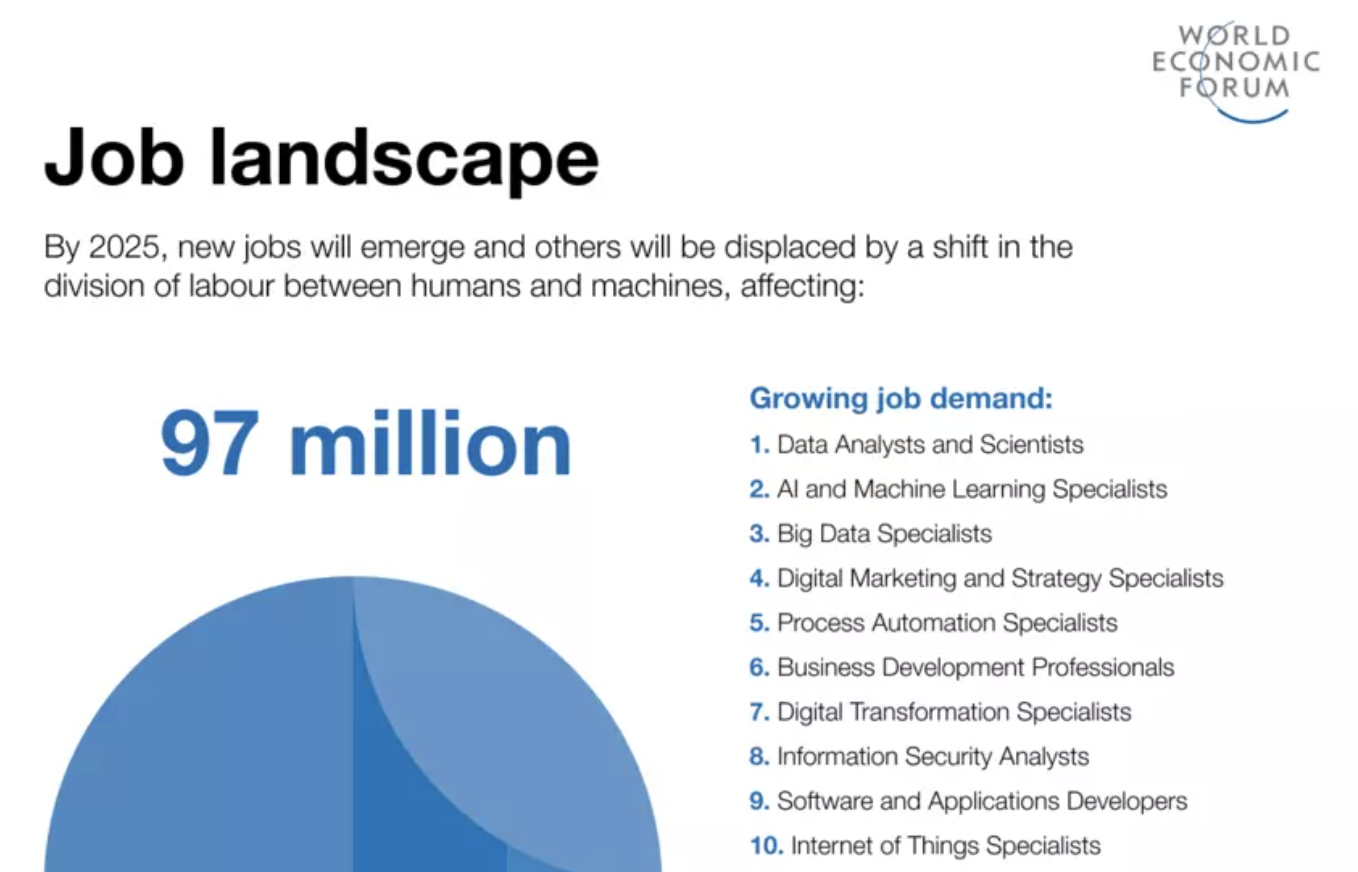 WORLD
ECONOMIC
FORUM
Job landscape
By 2025, new jobs will emerge and others will be displaced by a shift in the
division of labour between humans and machines, affecting:
97 million
Growing job demand:
1. Data Analysts and Scientists
2. AI and Machine Learning Specialists
3. Big Data Specialists
4. Digital Marketing and Strategy Specialists
5. Process Automation Specialists
6. Business Development Professionals
7. Digital Transformation Specialists
8. Information Security Analysts
9. Software and Applications Developers
10. Internet of Things Specialists